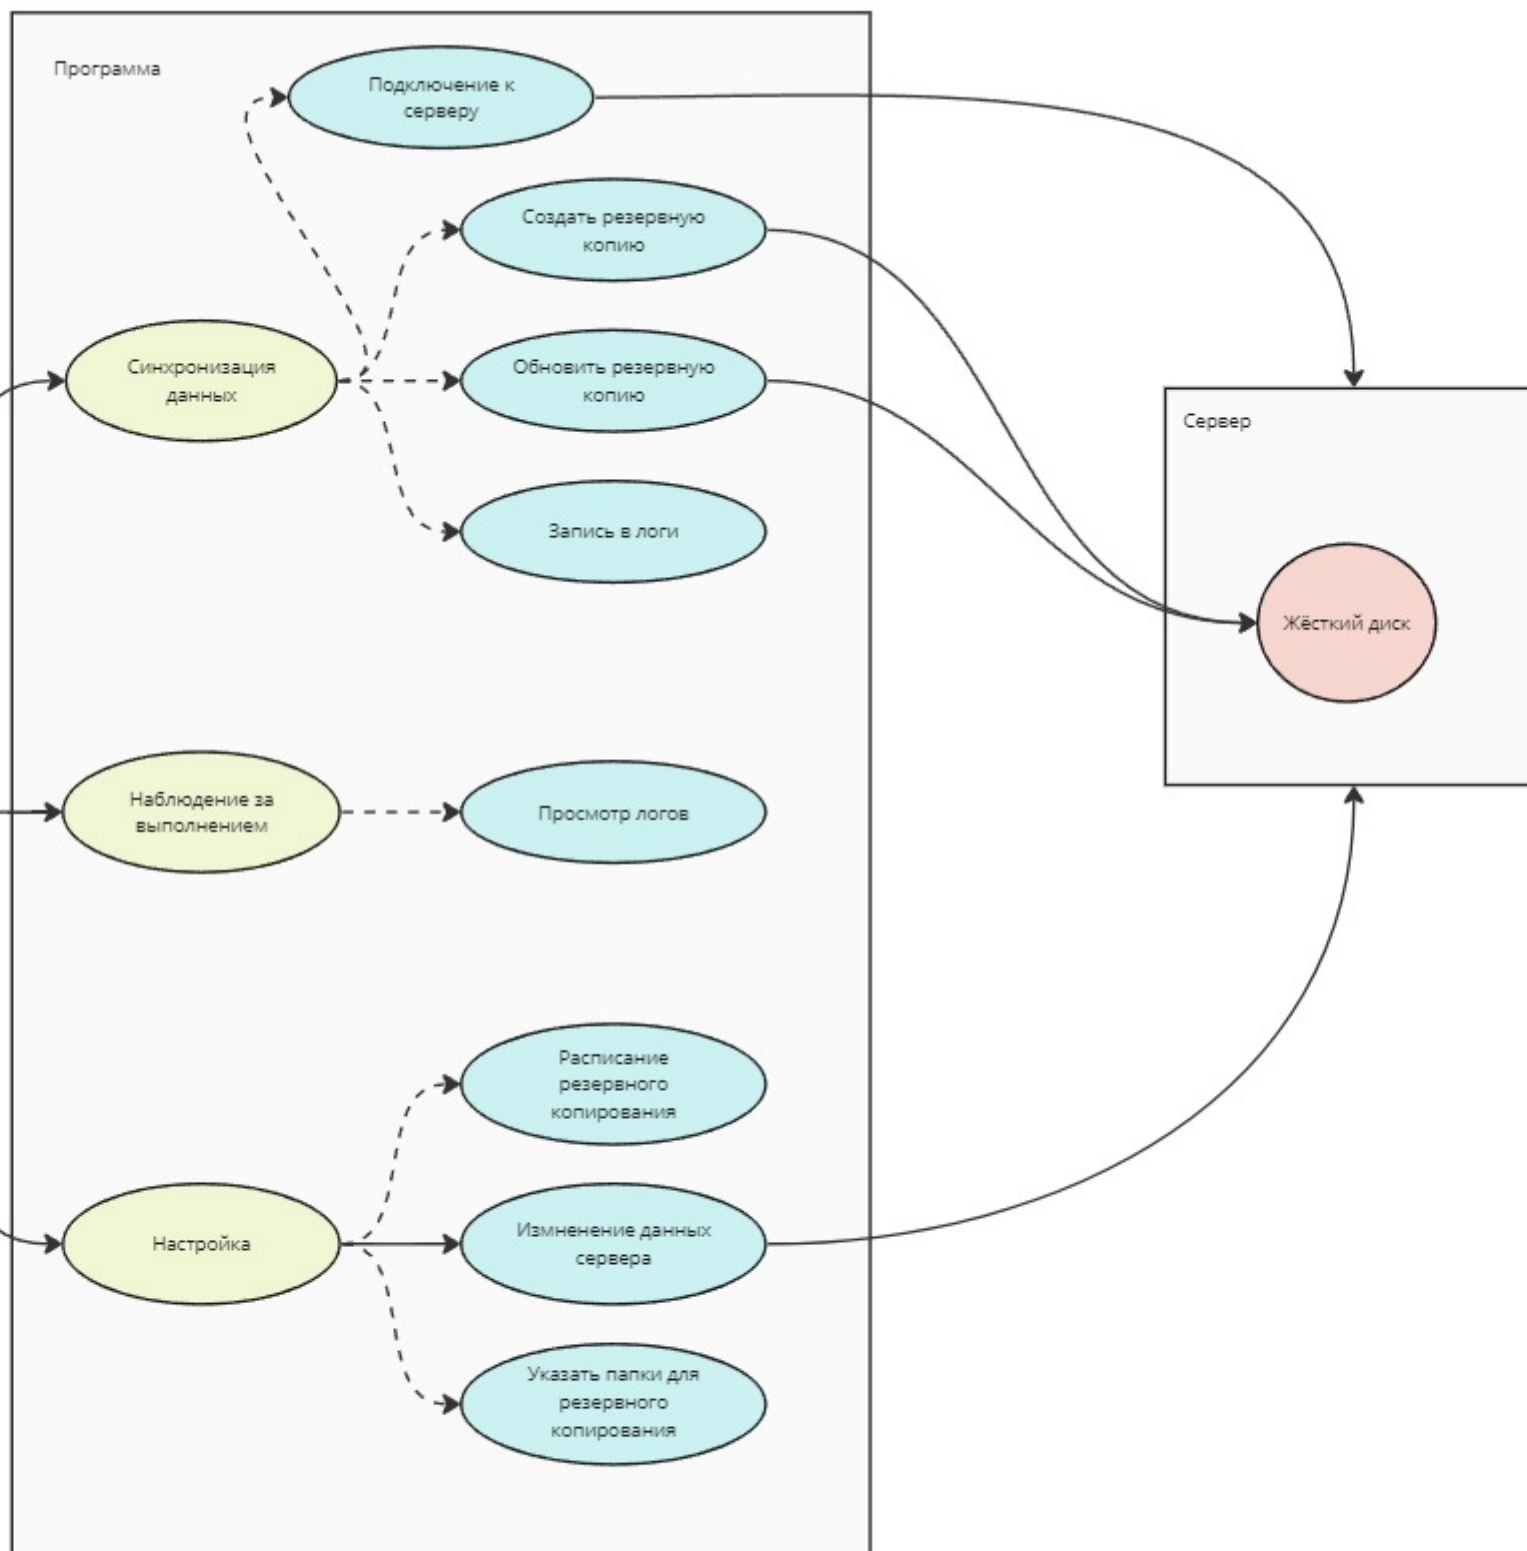 Программа
Подключение к
серверу
Создать резервную
копию
Синхронизация
данных
Обновить резервную
копию
Запись в логи
Сервер
Жёсткий диск
Наблюдение за
выполнением
Просмотр логов
Расписание
резервного
копирования
Настройка
Измненение данных
сервера
Указать папки для
резервного
копирования